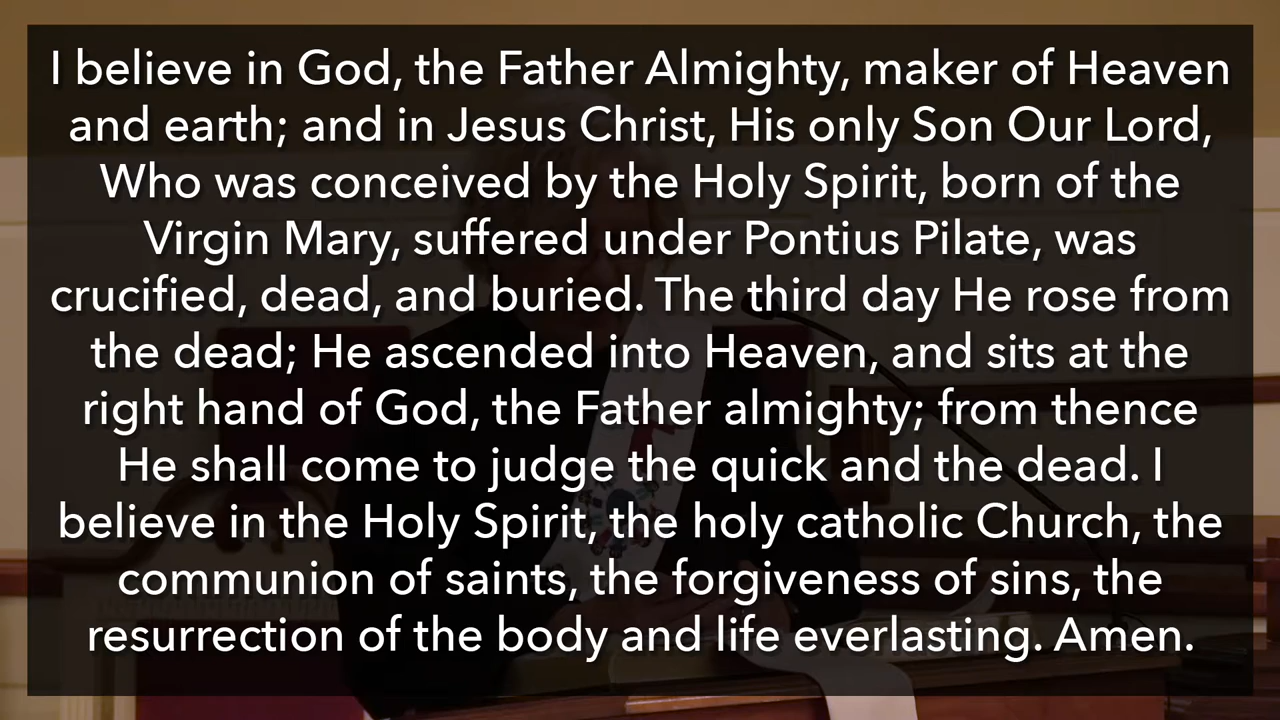 I believe in God, the Father Almighty, maker of Heaven
and earth; and in Jesus Christ, His only Son Our Lord,
Who was conceived by the Holy Spirit, born of the
Virgin Mary, suffered under Pontius Pilate, was
crucified, dead, and buried. The third day He rose from
the dead; He ascended into Heaven, and sits at the
right hand of God, the Father almighty; from thence
He shall come to judge the quick and the dead. I
believe in the Holy Spirit, the holy catholic Church, the
communion of saints, the forgiveness of sins, the
resurrection of the body and life everlasting. Amen.